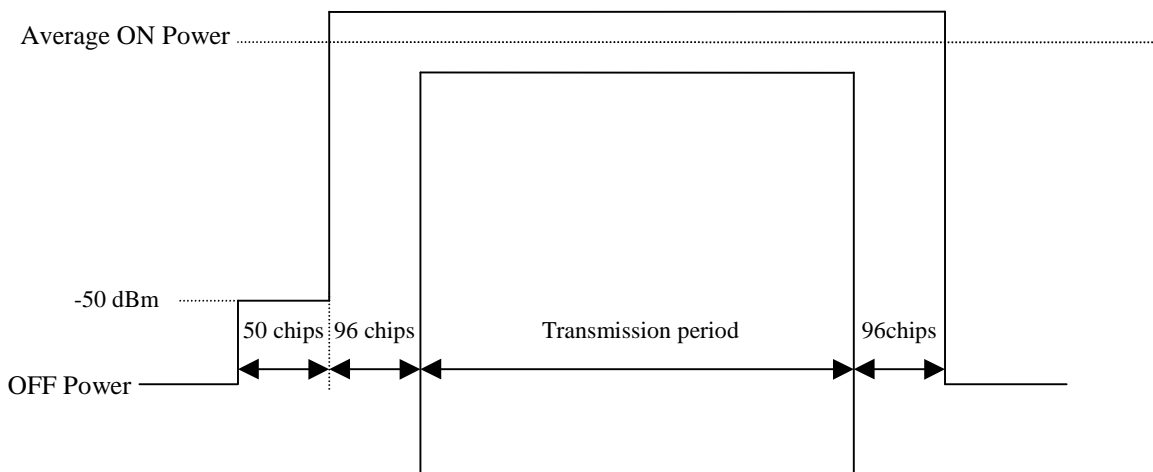 Average ON Power
-50 dBm
50 chips 96 chips Transmission period 96chips
OFF Power